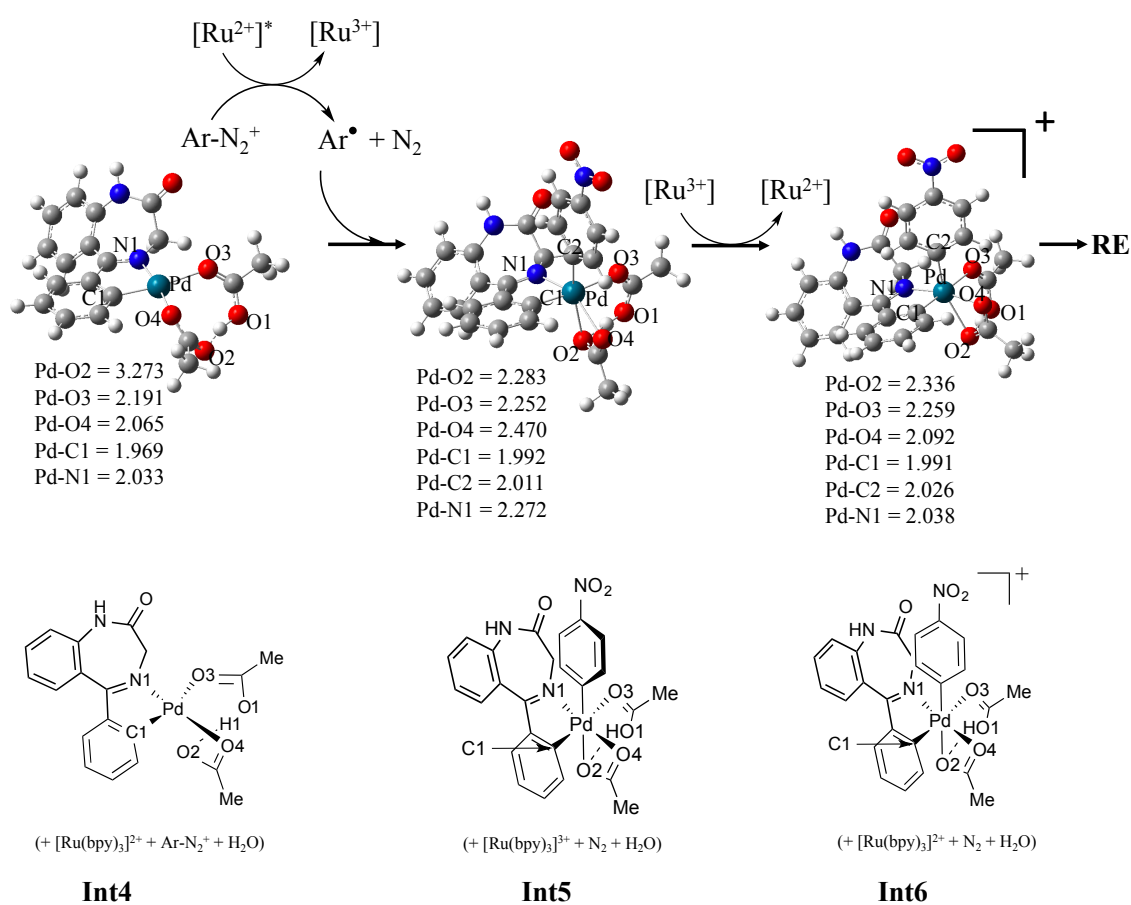 [Ru2+]* [Ru3+]
Ar-N2+ Ar• + N2
+
[Ru3+] [Ru2+]
N1 Pd O3 C1 O4 O1 O2
C2 N1 O3 C1 Pd O1 O2 O4
C2 O3 Pd N1 O4 C1 O1 O2
RE
Pd-O2 = 3.273
Pd-O3 = 2.191
Pd-O4 = 2.065
Pd-C1 = 1.969
Pd-N1 = 2.033
Pd-O2 = 2.283
Pd-O3 = 2.252
Pd-O4 = 2.470
Pd-C1 = 1.992
Pd-C2 = 2.011
Pd-N1 = 2.272
Pd-O2 = 2.336
Pd-O3 = 2.259
Pd-O4 = 2.092
Pd-C1 = 1.991
Pd-C2 = 2.026
Pd-N1 = 2.038
H
N
O
N1
O3
Me
Pd
O1
H1
C1
O2
O4
Me
NO2
O
HN
N1
O3
Me
Pd
HO1
C1
O4
O2
Me
+
NO2
O
HN
N1
O3
Me
Pd
HO1
C1
O4
O2
Me
(+ [Ru(bpy)3]2+ + Ar-N2+ + H2O)
(+ [Ru(bpy)3]3+ + N2 + H2O)
(+ [Ru(bpy)3]2+ + N2 + H2O)
Int4
Int5
Int6